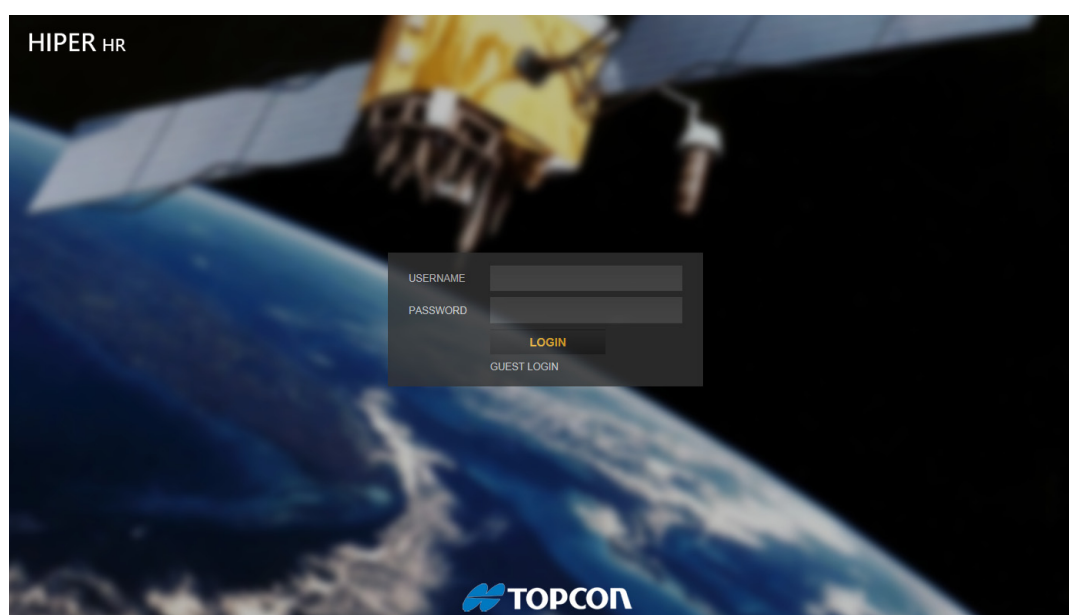 HIPER HR
USERNAME
PASSWORD
LOGIN
GUEST LOGIN
TOPCON